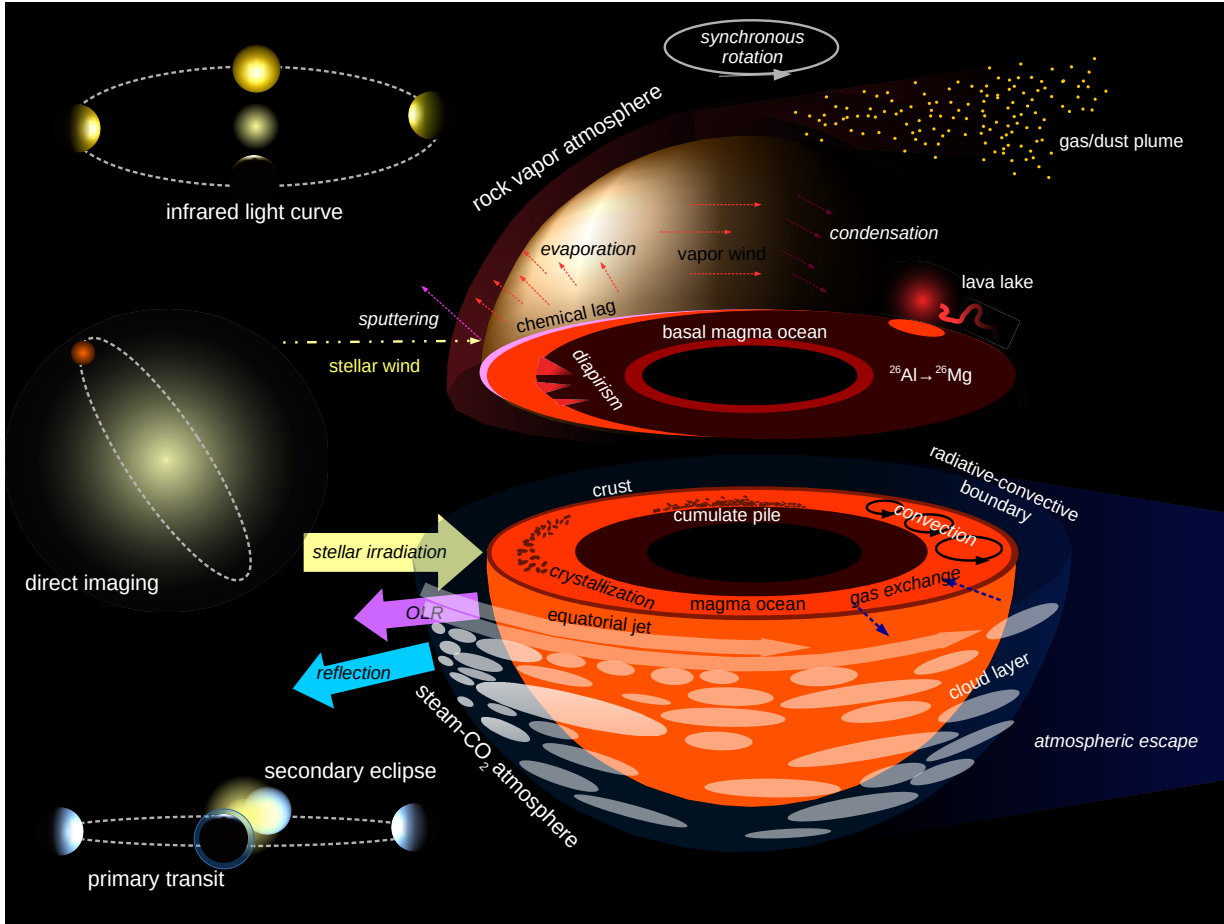 synchronous
rotation
rock vapor atmosphere
gas/dust plume
infrared light curve
evaporation
vapor wind
condensation
lava lake
chemical lag
sputtering
stellar wind
basal magma ocean
diapirism
²⁶Al→²⁶Mg
radiative-convective
boundary
crust
cumulate pile
convection
stellar irradiation
direct imaging
crystallization
magma ocean
gas exchange
OLR
equatorial jet
reflection
cloud layer
steam-CO₂ atmosphere
atmospheric escape
secondary eclipse
primary transit